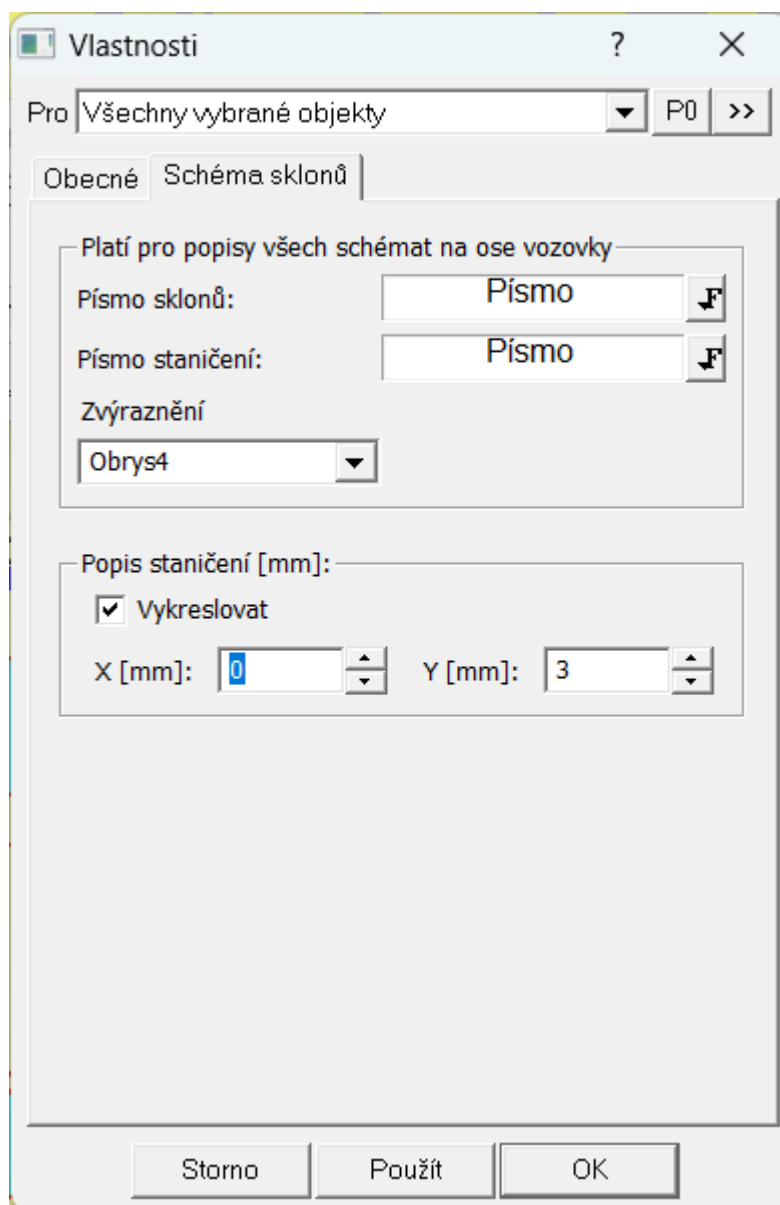 Vlastnosti ?
Pro Všechny vybrané objekty P0 >>
Obecné Schéma sklonů
Platí pro popisy všech schémat na ose vozovky
Písmo sklonů: Písmo F
Písmo staničení: Písmo F
Zvýraznění
Obrys4
Popis staničení [mm]:
Vykreslovat
X [mm]: 0 Y [mm]: 3
Storno Použít OK